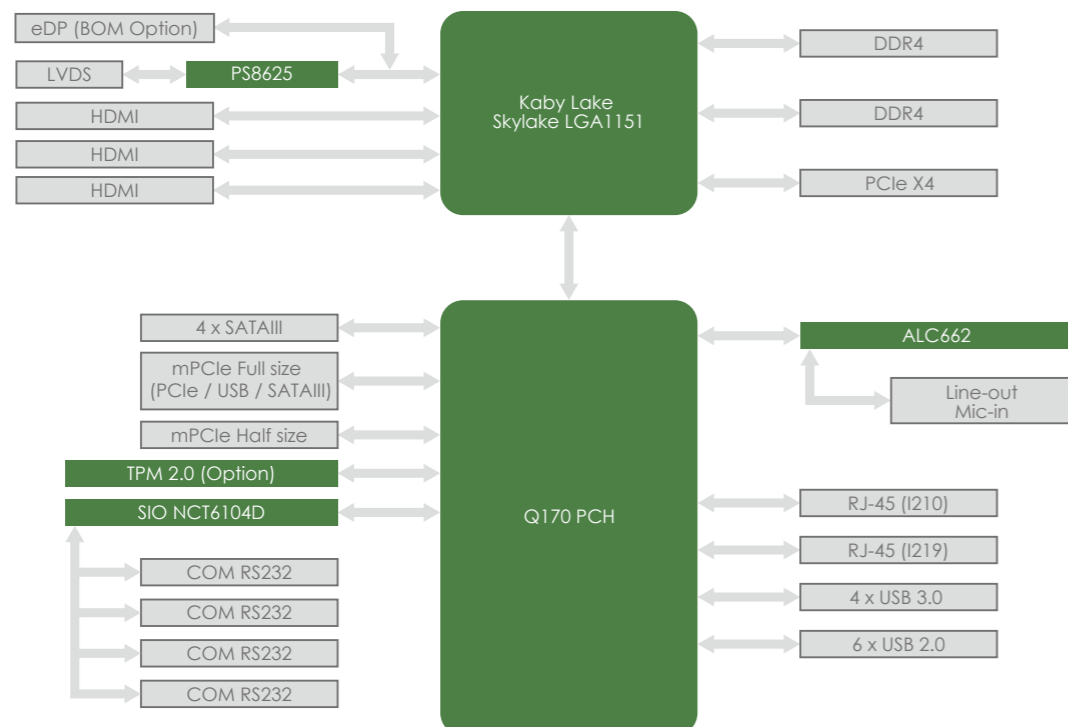 eDP (BOM Option)
LVDS
PS8625
HDMI
HDMI
HDMI
Kaby Lake
Skylake LGA1151
DDR4
DDR4
PCIe X4
4 x SATAIII
mPCIe Full size
(PCIe / USB / SATAIII)
mPCIe Half size
TPM 2.0 (Option)
SIO NCT6104D
COM RS232
COM RS232
COM RS232
COM RS232
Q170 PCH
ALC662
Line-out
Mic-in
RJ-45 (I210)
RJ-45 (I219)
4 x USB 3.0
6 x USB 2.0